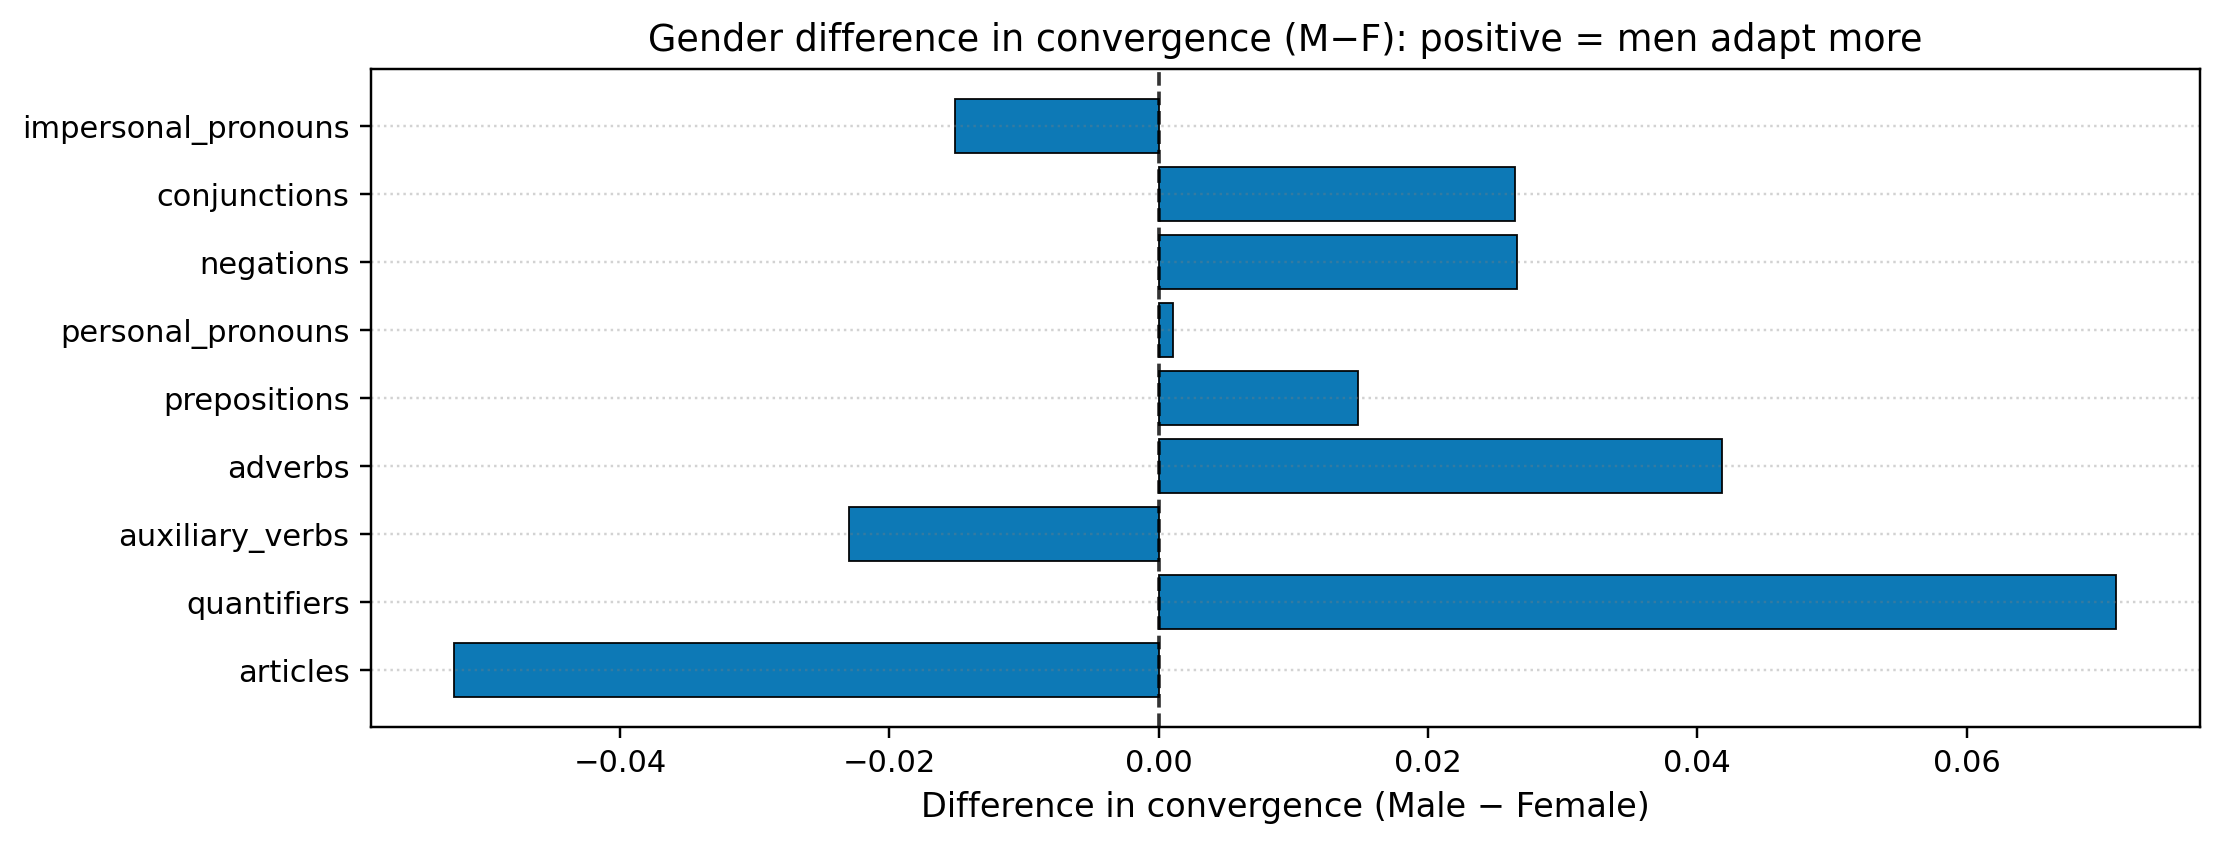 Gender difference in convergence (M−F): positive = men adapt more
impersonal_pronouns
conjunctions
negations
personal_pronouns
prepositions
adverbs
auxiliary_verbs
quantifiers
articles
−0.04 −0.02 0.00 0.02 0.04 0.06
Difference in convergence (Male − Female)